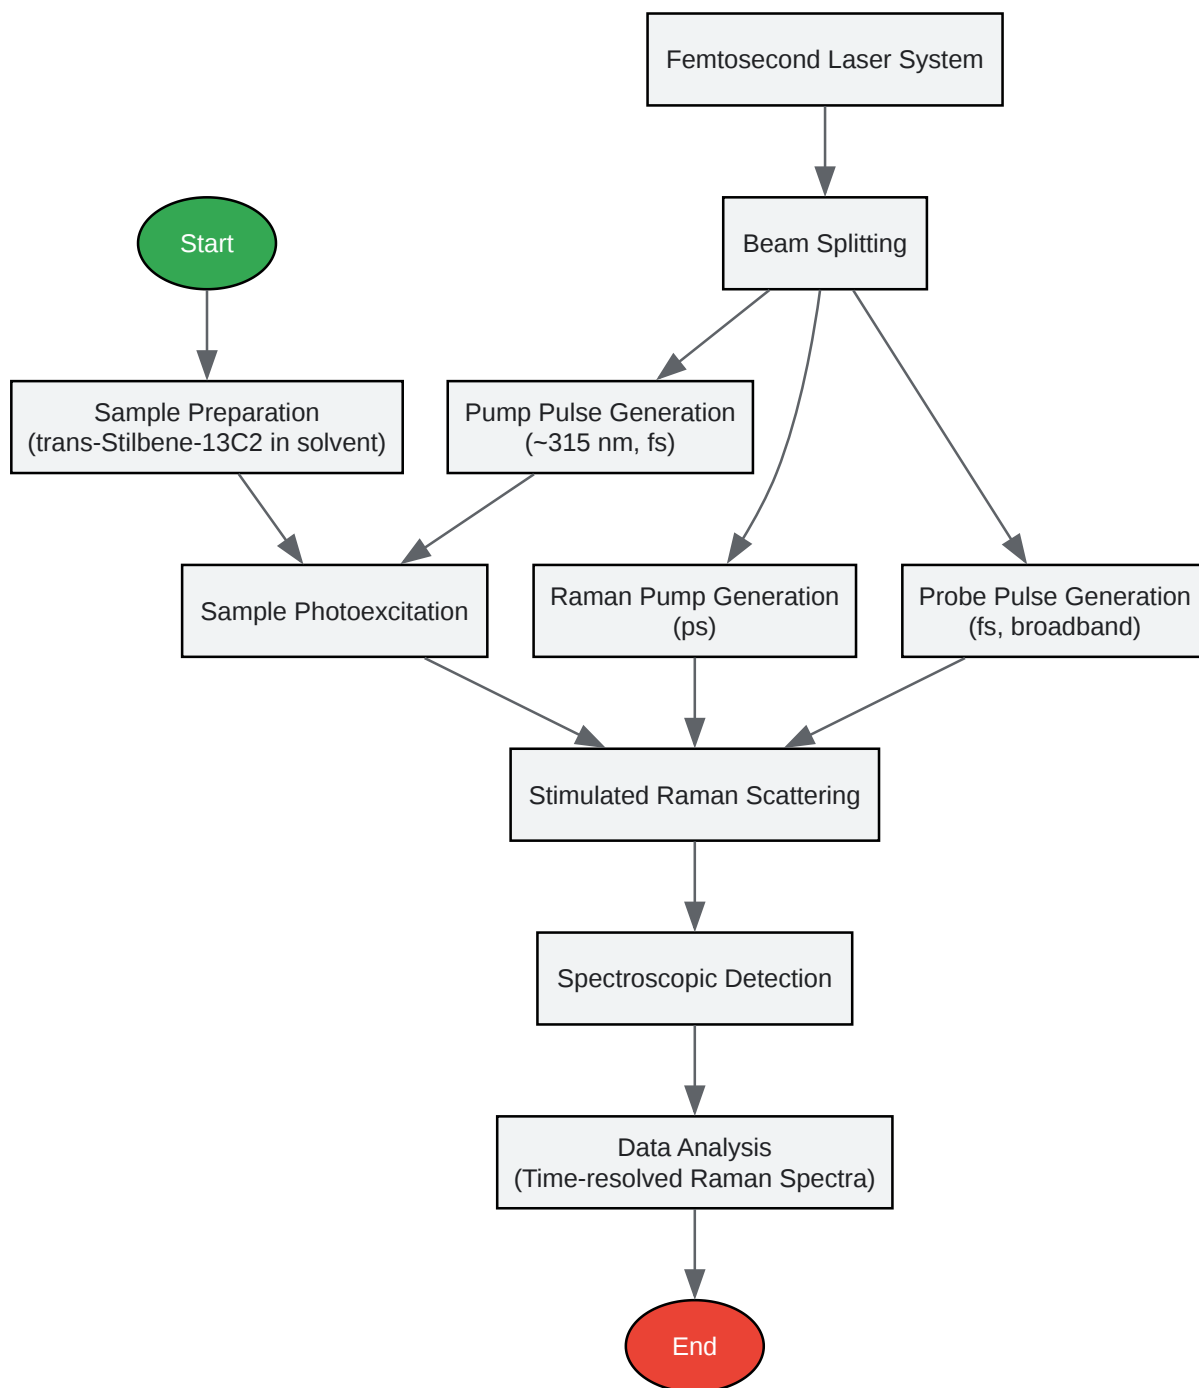 Femtosecond Laser System
Start
Beam Splitting
Sample Preparation
(trans-Stilbene-13C2 in solvent)
Pump Pulse Generation
(~315 nm, fs)
Sample Photoexcitation
Raman Pump Generation
(ps)
Probe Pulse Generation
(fs, broadband)
Stimulated Raman Scattering
Spectroscopic Detection
Data Analysis
(Time-resolved Raman Spectra)
End